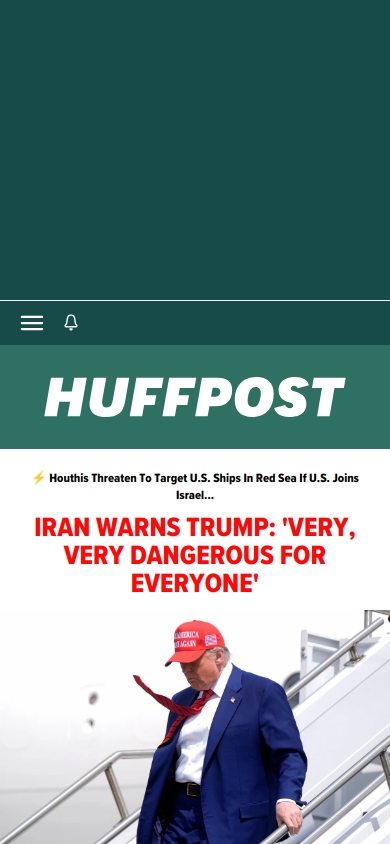 HUFFPOST
⚡ Houthis Threaten To Target U.S. Ships In Red Sea If U.S. Joins
Israel...
IRAN WARNS TRUMP: 'VERY,
VERY DANGEROUS FOR
EVERYONE'
AMERICA
AGAIN